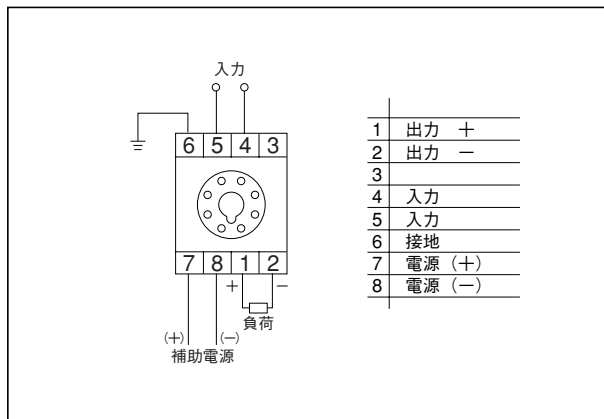 入力
6 5 4 3
7 8 1 2
+ −
負荷
(+) (−)
補助電源
1 出力 +
2 出力 −
3
4 入力
5 入力
6 接地
7 電源（+）
8 電源（−）